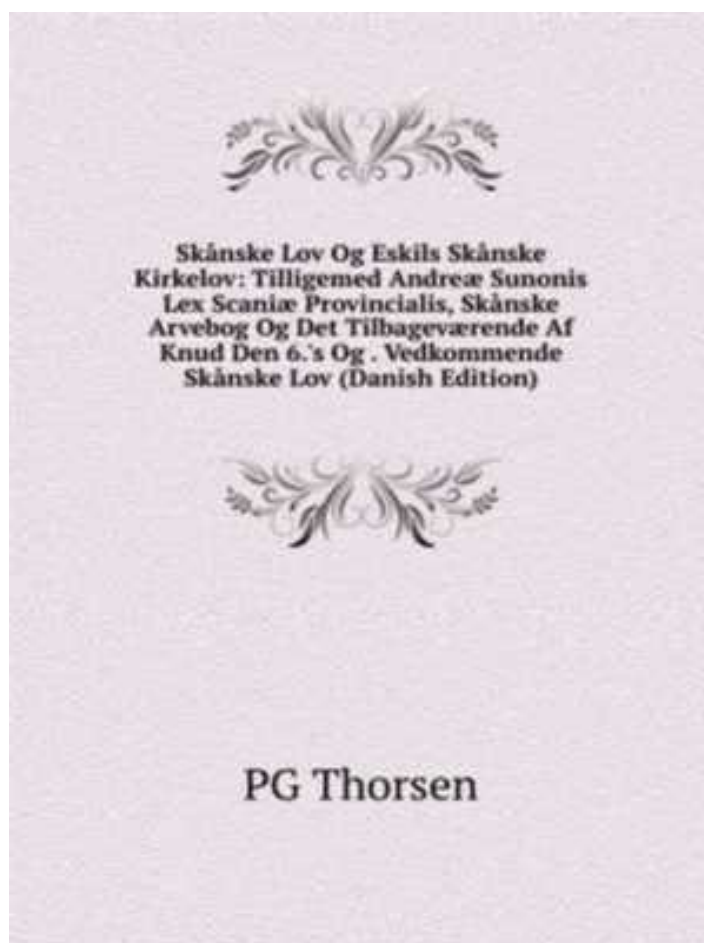 Skånske Lov Og Eskils Skånske
Kirkelov: Tilligemed Andreæ Sunonis
Lex Scaniæ Provincialis, Skånske
Arvebog Og Det Tilbageværende Af
Knud Den 6.'s Og . Vedkommende
Skånske Lov (Danish Edition)
PG Thorsen